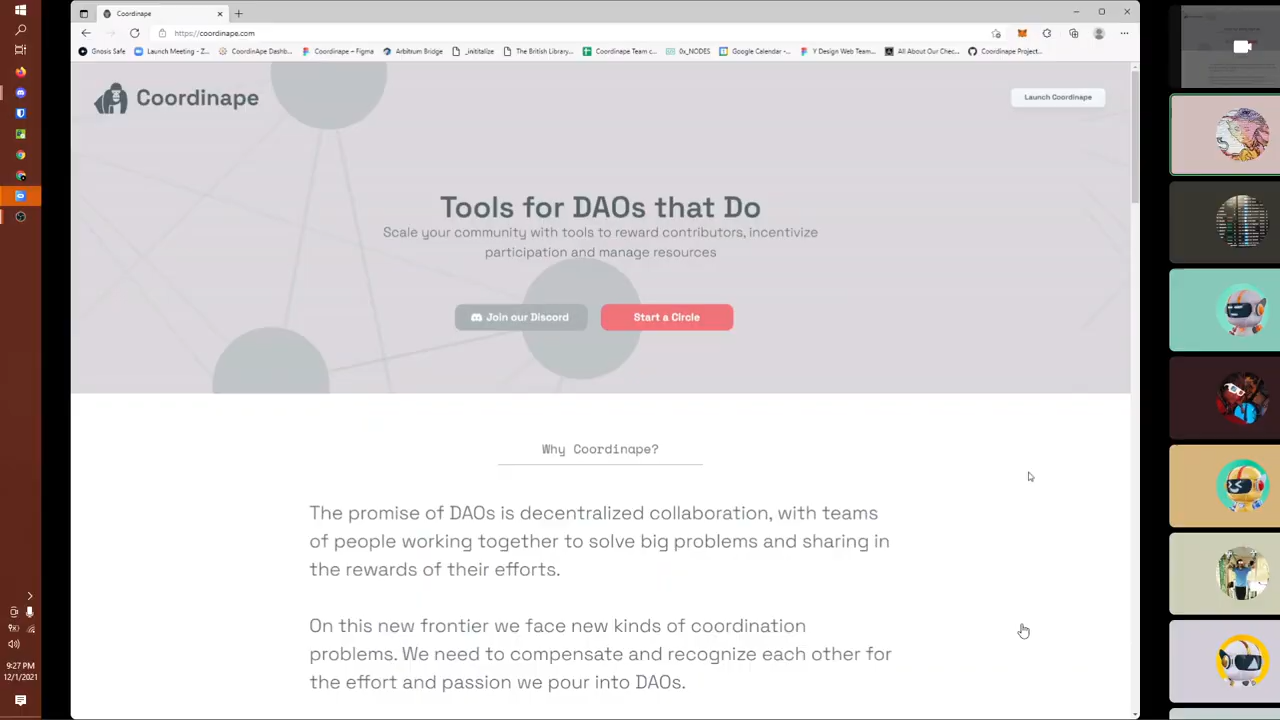 Coordinape
https://coordinape.com
Gnosis Safe
Launch Meeting - Z...
CoordinApe Dashb...
Coordinape – Figma
Arbitrum Bridge
_initialize
The British Library...
Coordinape Team c...
0x_NODES
Google Calendar -...
Y Design Web Team...
All About Our Chec...
Coordinape Project...
Coordinape
Launch Coordinape
Tools for DAOs that Do
Scale your community with tools to reward contributors, incentivize
participation and manage resources
Join our Discord
Start a Circle
Why Coordinape?
The promise of DAOs is decentralized collaboration, with teams
of people working together to solve big problems and sharing in
the rewards of their efforts.
On this new frontier we face new kinds of coordination
problems. We need to compensate and recognize each other for
the effort and passion we pour into DAOs.
9:27 PM
12/1/2021